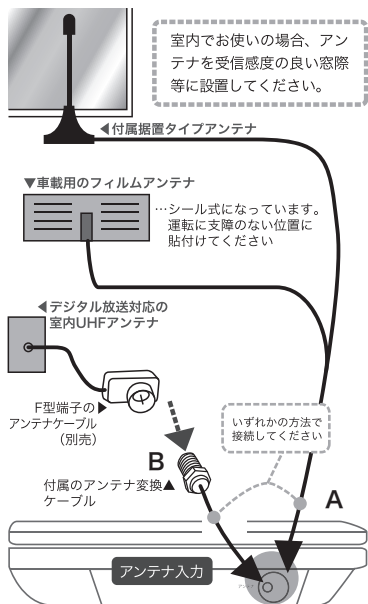 室内でお使いの場合、アン
テナを受信感度の良い窓際
等に設置してください。
◀付属据置タイプアンテナ
▼車載用のフィルムアンテナ
…シール式になっています。
運転に支障のない位置に
貼付けてください
◀デジタル放送対応の
室内UHFアンテナ
F型端子の▶
アンテナケーブル
(別売)
いずれかの方法で
接続してください
B
付属のアンテナ変換▲
ケーブル
A
アンテナ入力